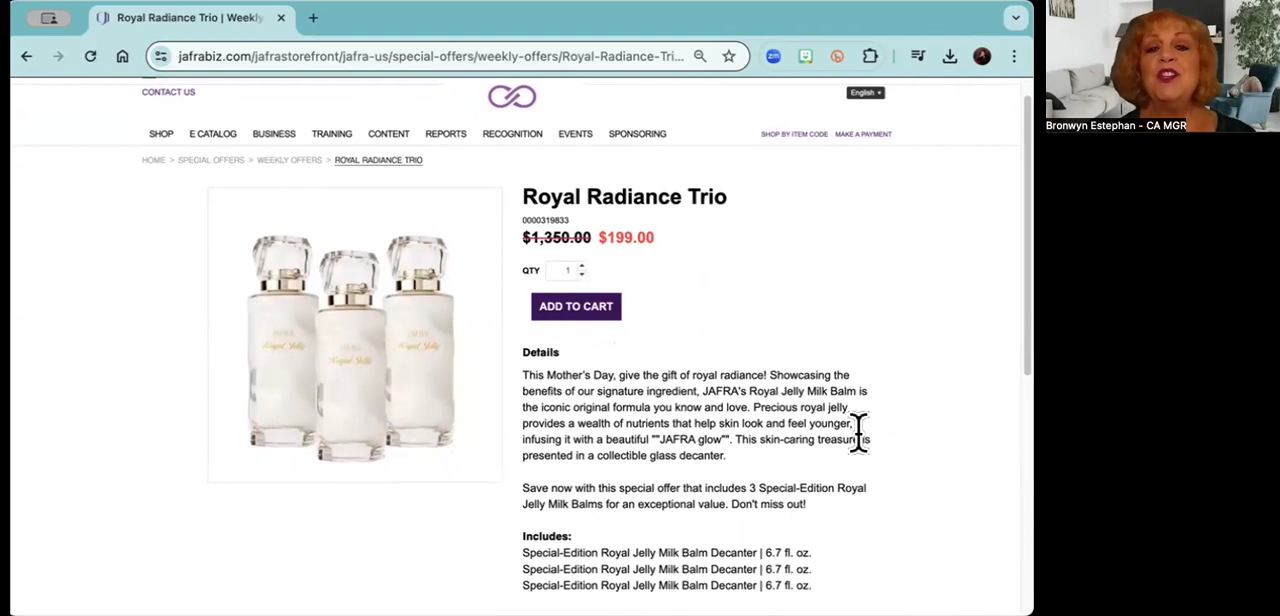 Royal Radiance Trio | Weekly
jafrabiz.com/jafrastorefront/jafra-us/special-offers/weekly-offers/Royal-Radiance-Tri...
zm
CONTACT US
English
SHOP E CATALOG BUSINESS TRAINING CONTENT REPORTS RECOGNITION EVENTS SPONSORING
SHOP BY ITEM CODE MAKE A PAYMENT
HOME > SPECIAL OFFERS > WEEKLY OFFERS > ROYAL RADIANCE TRIO
Royal Radiance Trio
0000319833
$1,350.00 $199.00
QTY 1
ADD TO CART
Royal Jelly
Royal Jelly
Royal Jelly
Details
This Mother's Day, give the gift of royal radiance! Showcasing the
benefits of our signature ingredient, JAFRA's Royal Jelly Milk Balm is
the iconic original formula you know and love. Precious royal jelly
provides a wealth of nutrients that help skin look and feel younger,
infusing it with a beautiful ""JAFRA glow"". This skin-caring treasure is
presented in a collectible glass decanter.
Save now with this special offer that includes 3 Special-Edition Royal
Jelly Milk Balms for an exceptional value. Don't miss out!
Includes:
Special-Edition Royal Jelly Milk Balm Decanter | 6.7 fl. oz.
Special-Edition Royal Jelly Milk Balm Decanter | 6.7 fl. oz.
Special-Edition Royal Jelly Milk Balm Decanter | 6.7 fl. oz.
Bronwyn Estephan - CA MGR